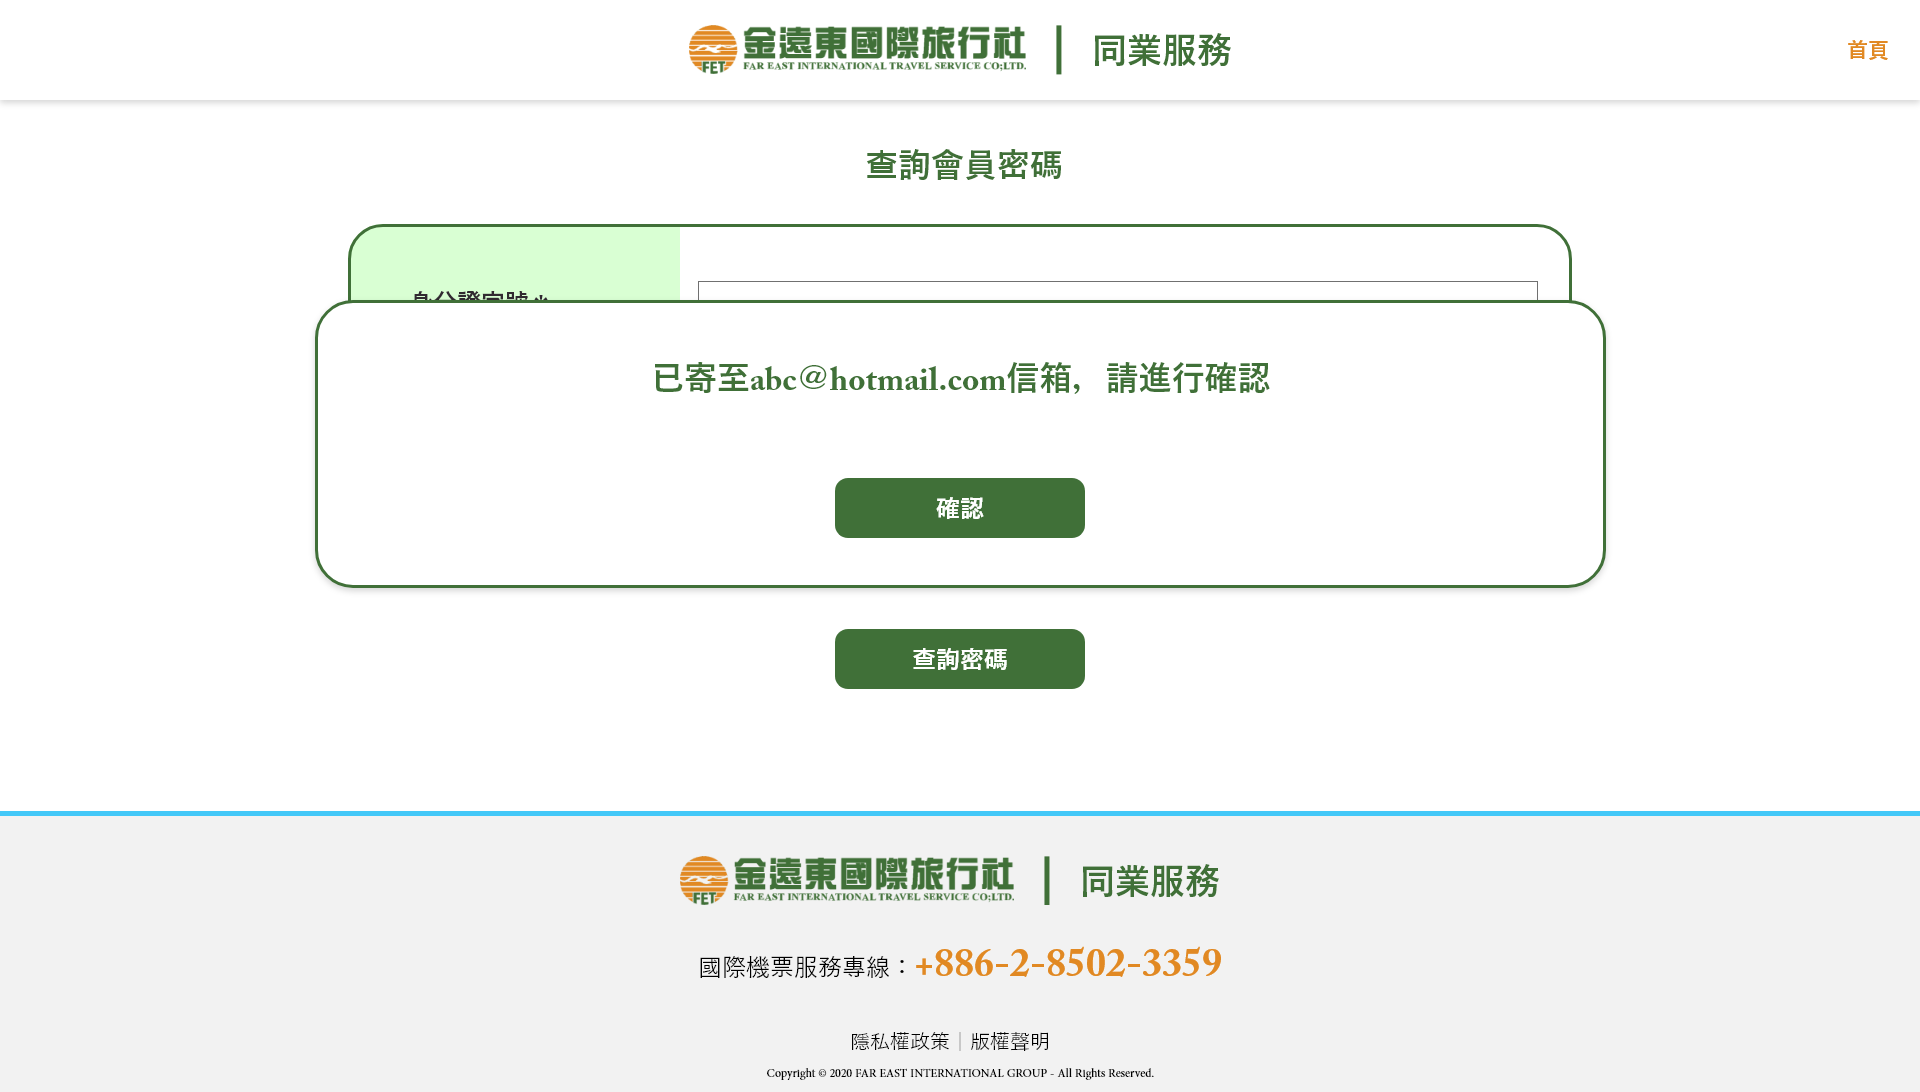 金遠東國際旅行社
FAR EAST INTERNATIONAL TRAVEL SERVICE CO;LTD.
FET
同業服務
首頁
查詢會員密碼
身分證字號*
已寄至abc@hotmail.com信箱,請進行確認
確認
查詢密碼
金遠東國際旅行社
FAR EAST INTERNATIONAL TRAVEL SERVICE CO;LTD.
FET
同業服務
國際機票服務專線：+886-2-8502-3359
隱私權政策｜版權聲明
Copyright © 2020 FAR EAST INTERNATIONAL GROUP - All Rights Reserved.